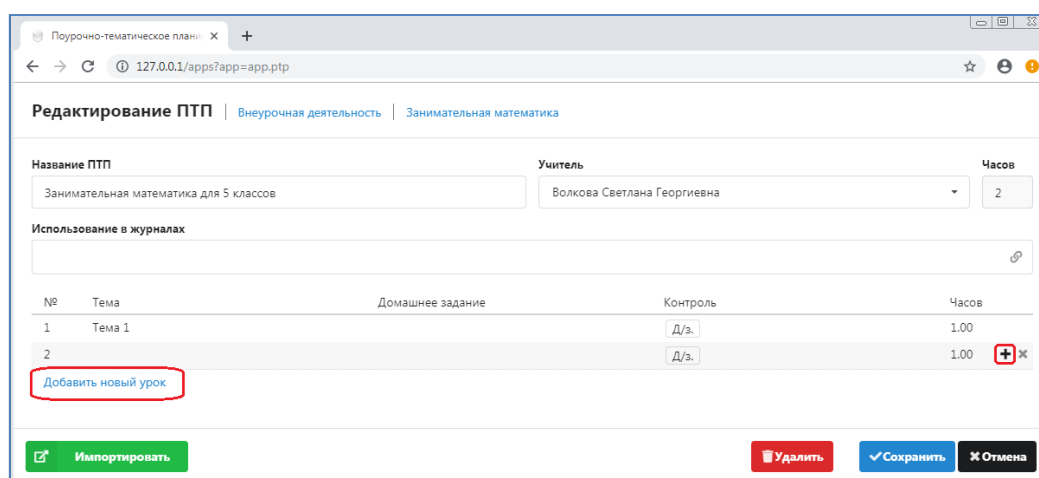 Поурочно-тематическое плани
127.0.0.1/apps?app=app.ptp
Редактирование ПТП | Внеурочная деятельность | Занимательная математика
Название ПТП Учитель Часов
Занимательная математика для 5 классов Волкова Светлана Георгиевна 2
Использование в журналах
№ Тема Домашнее задание Контроль Часов
1 Тема 1 Д/з. 1.00
2 Д/з. 1.00
Добавить новый урок
Импортировать Удалить Сохранить Отмена